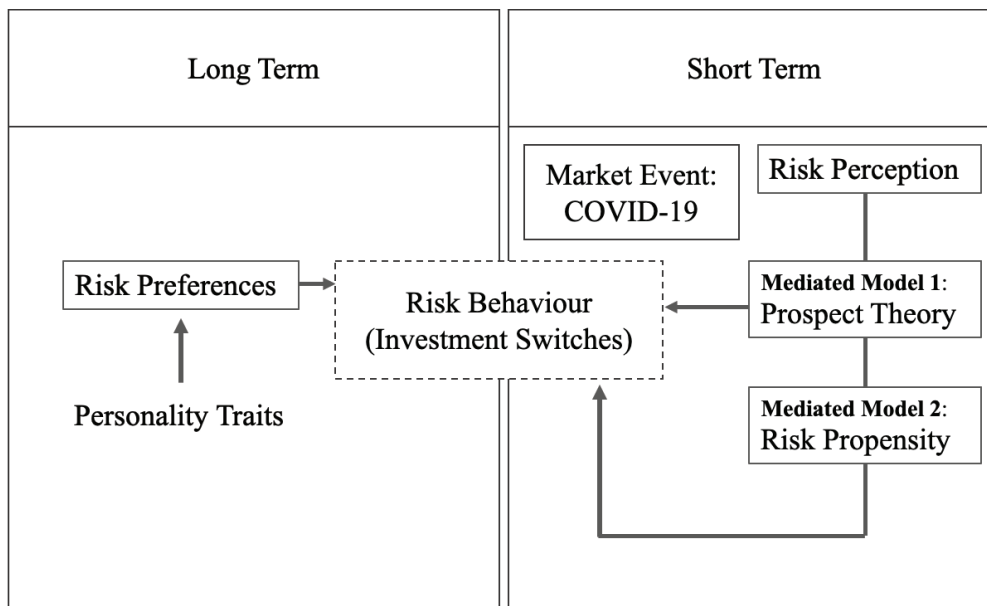 Long Term
Short Term
Market Event:
COVID-19
Risk Perception
Risk Preferences
Risk Behaviour
(Investment Switches)
Mediated Model 1:
Prospect Theory
Personality Traits
Mediated Model 2:
Risk Propensity